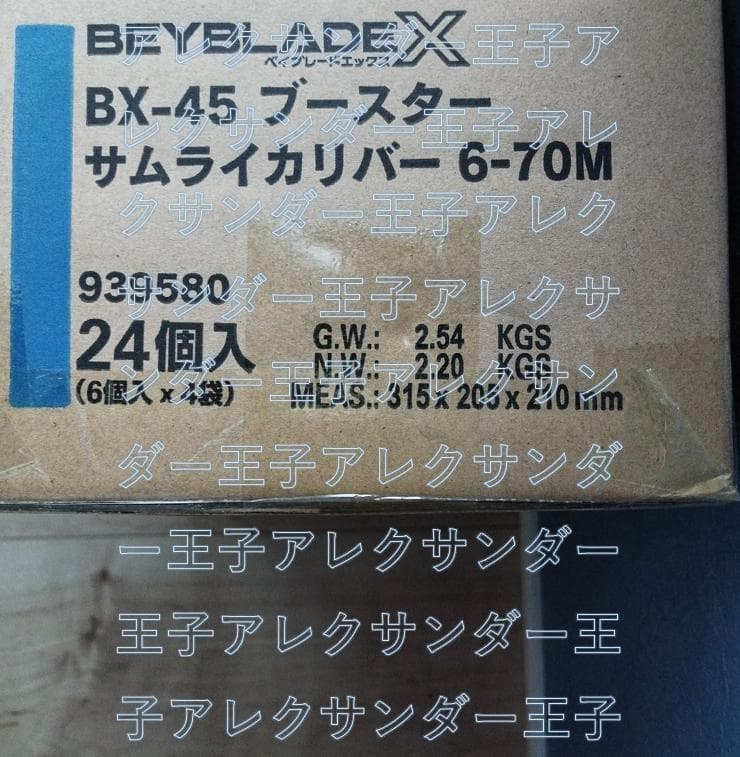 BEYBLADE X
ベイブレードエックス
BX-45 ブースター
サムライカリバー 6-70M
939580
24個入
(6個入 x 4袋)
G.W.: 2.54 KGS
N.W.: 2.20 KGS
MEAS.: 315 x 205 x 210 mm
アレクサンダー王子ア
レクサンダー王子アレ
クサンダー王子アレク
サンダー王子アレクサ
ンダー王子アレクサン
ダー王子アレクサンダ
ー王子アレクサンダー
王子アレクサンダー王
子アレクサンダー王子